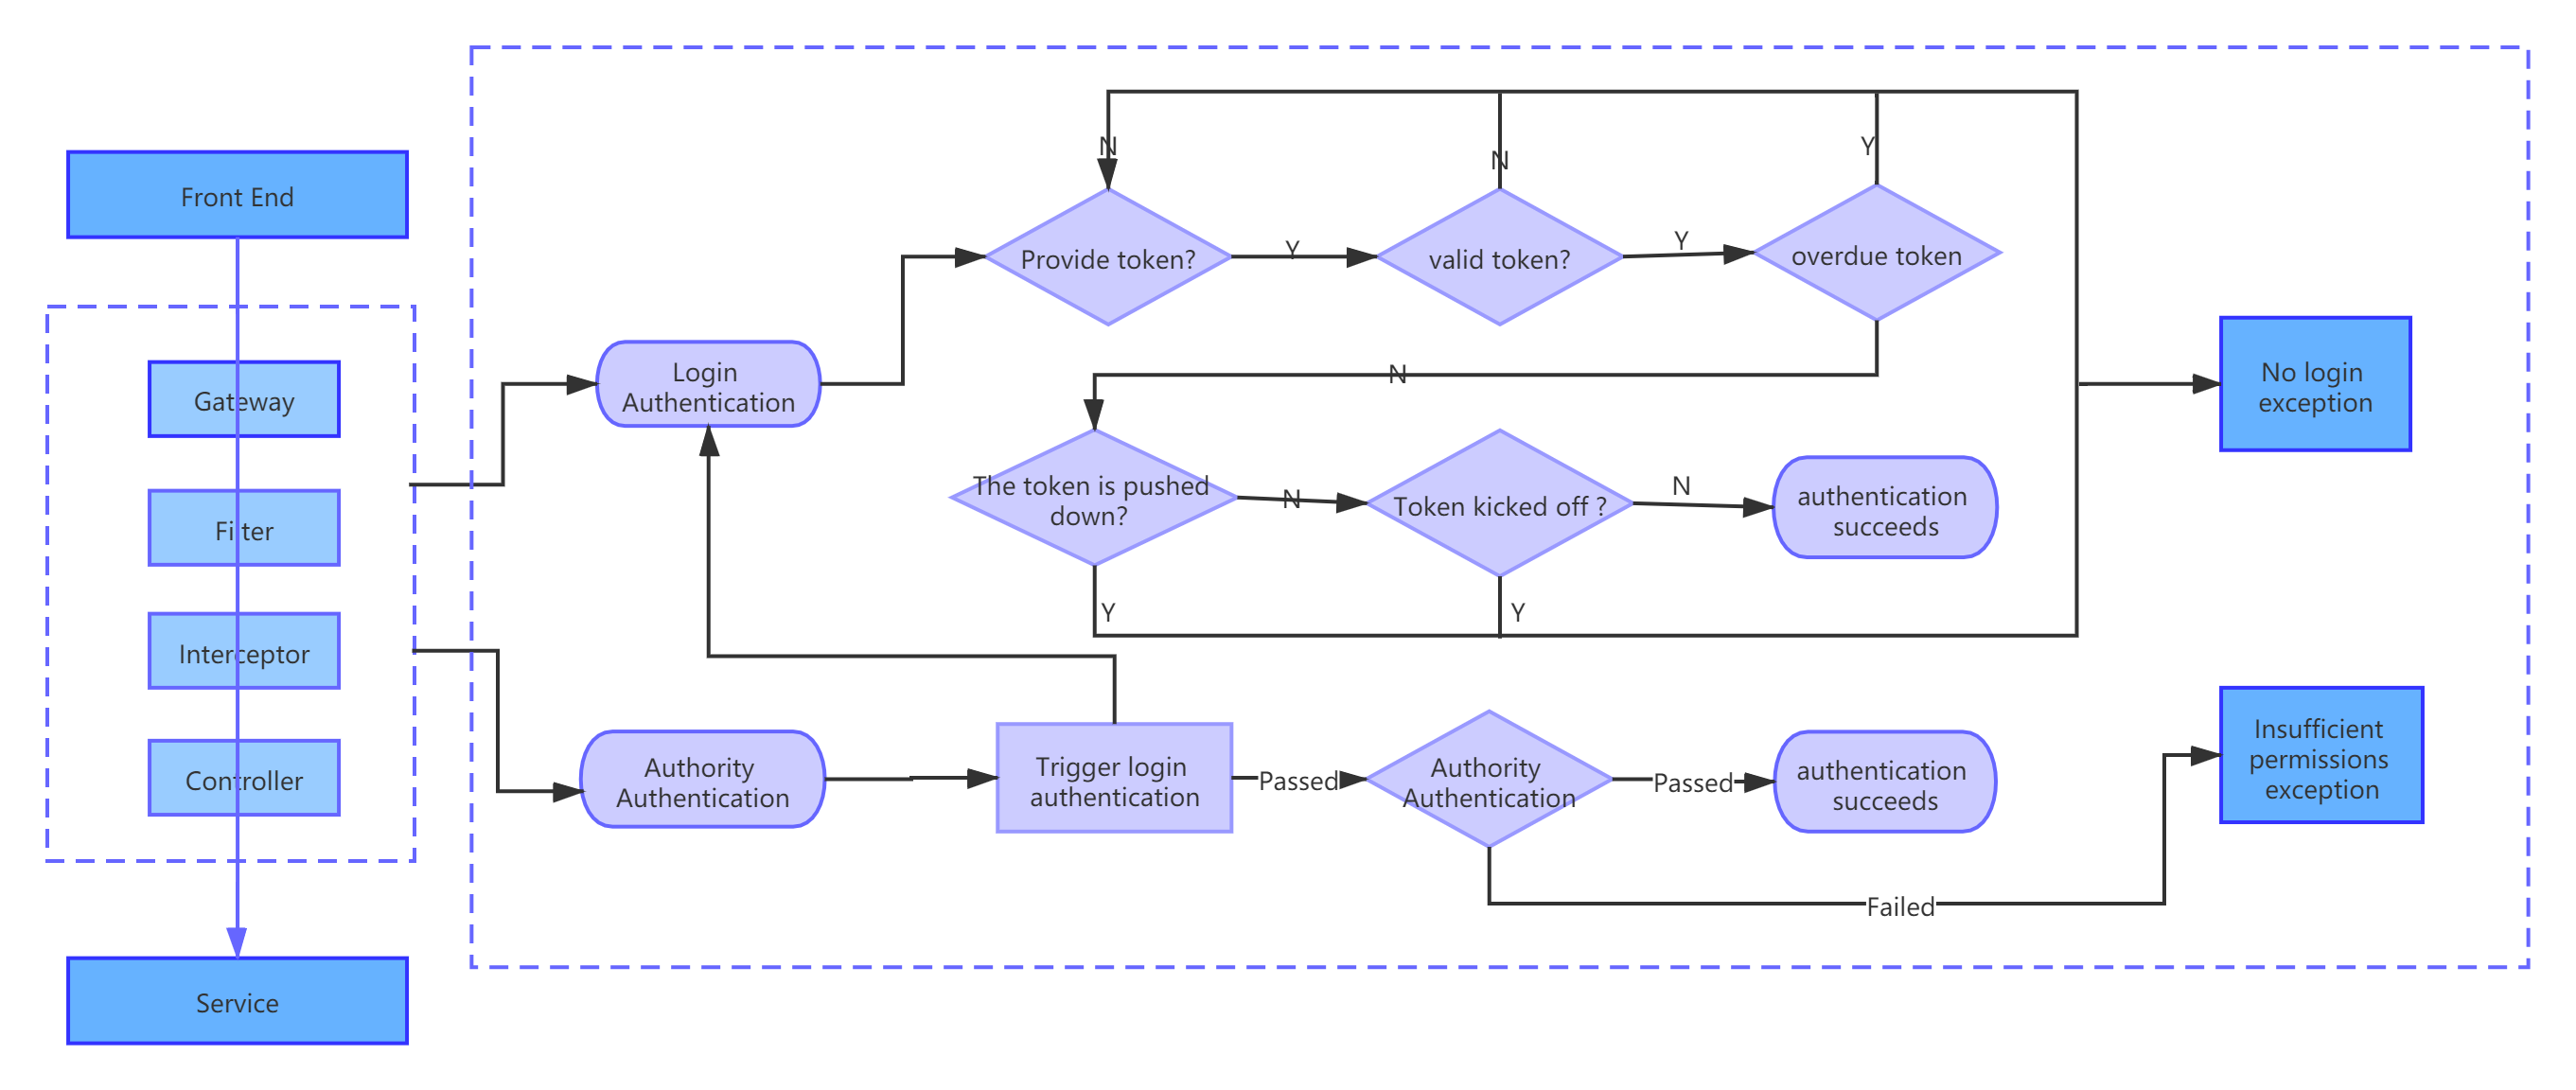 Front End
Gateway
Filter
Interceptor
Controller
Service
Login
Authentication
N
Provide token?
Y
N
valid token?
Y
Y
overdue token
N
The token is pushed
down?
N
Y
Token kicked off ?
N
Y
authentication
succeeds
No login
exception
Authority
Authentication
Trigger login
authentication
Passed
Authority
Authentication
Passed
authentication
succeeds
Failed
Insufficient
permissions
exception